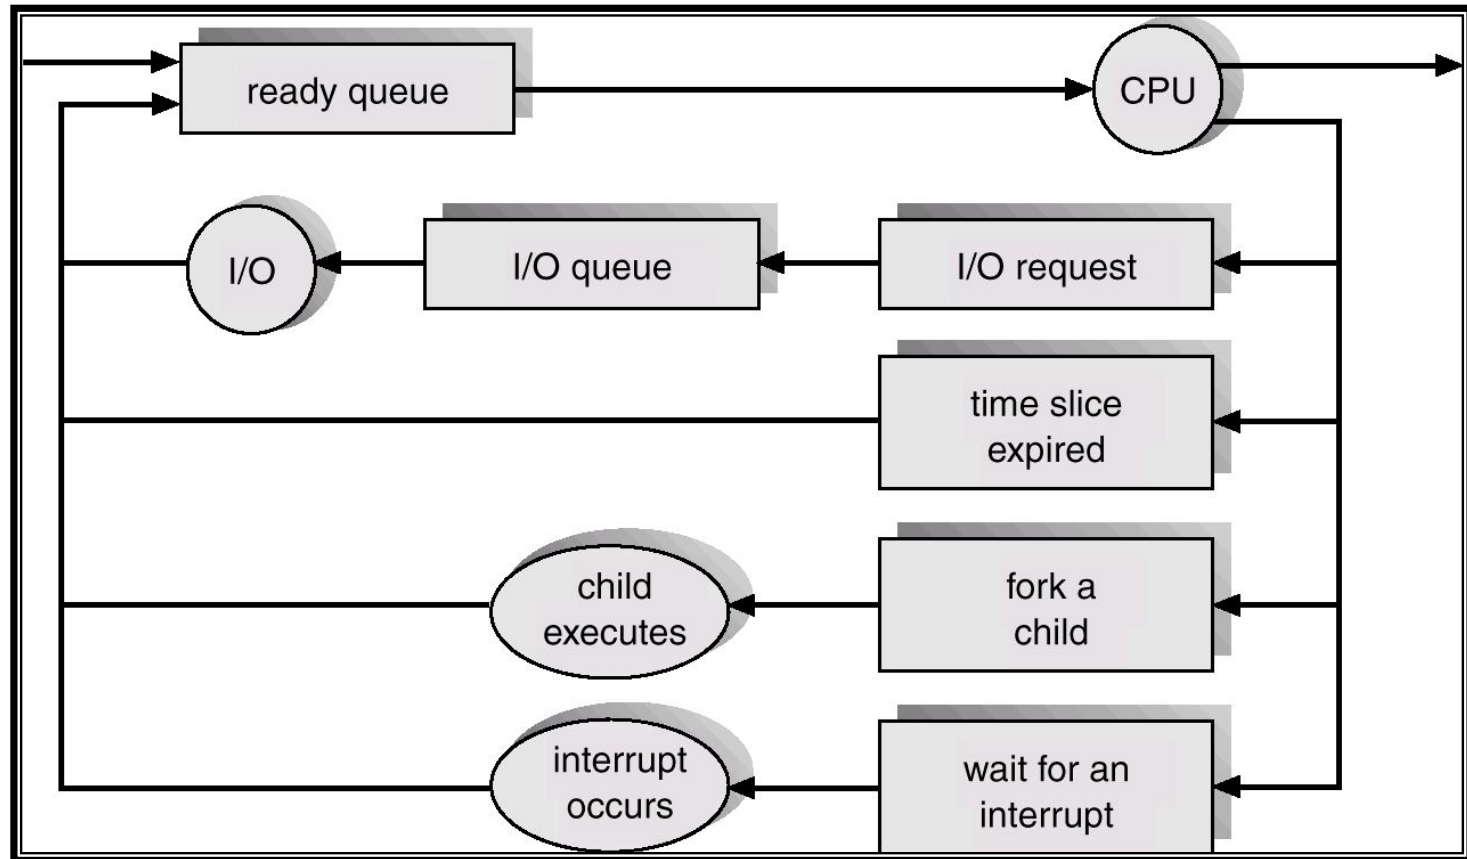 ready queue
CPU
I/O
I/O queue
I/O request
time slice
expired
child
executes
fork a
child
interrupt
occurs
wait for an
interrupt